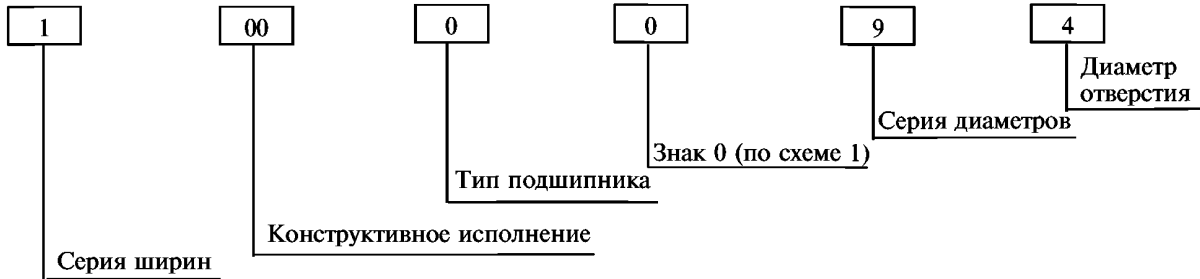 1 00 0 0 9 4
Диаметр
отверстия
Серия диаметров
Знак 0 (по схеме 1)
Тип подшипника
Конструктивное исполнение
Серия ширин